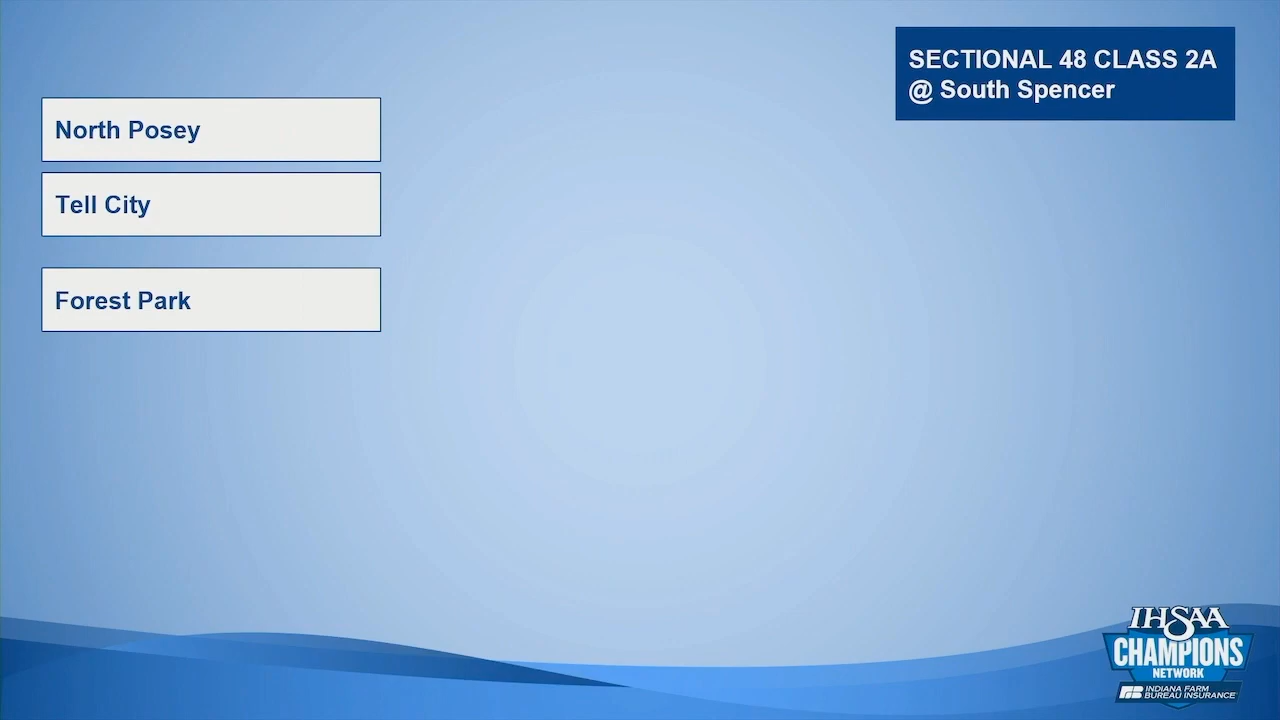 SECTIONAL 48 CLASS 2A
@ South Spencer
North Posey
Tell City
Forest Park
IHSAA
CHAMPIONS
NETWORK
INDIANA FARM
BUREAU INSURANCE